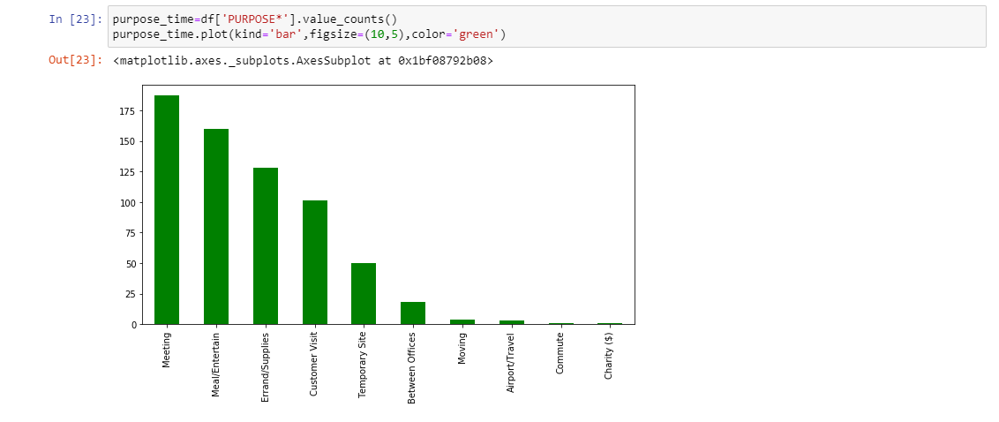 In [23]: purpose_time=df['PURPOSE*'].value_counts()
purpose_time.plot(kind='bar',figsize=(10,5),color='green')
Out[23]: <matplotlib.axes._subplots.AxesSubplot at 0x1bf08792b08>
175
150
125
100
75
50
25
0
Meeting
Meal/Entertain
Errand/Supplies
Customer Visit
Temporary Site
Between Offices
Moving
Airport/Travel
Commute
Charity ($)